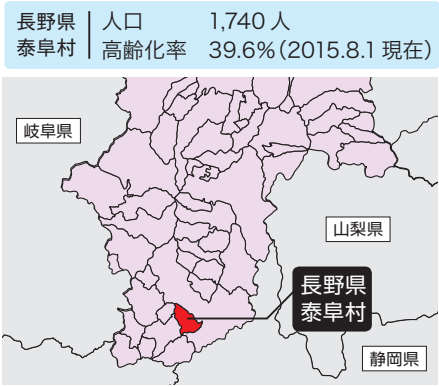 長野県 人口 1,740 人
泰阜村 高齢化率 39.6%（2015.8.1 現在）
岐阜県
山梨県
長野県
泰阜村
静岡県